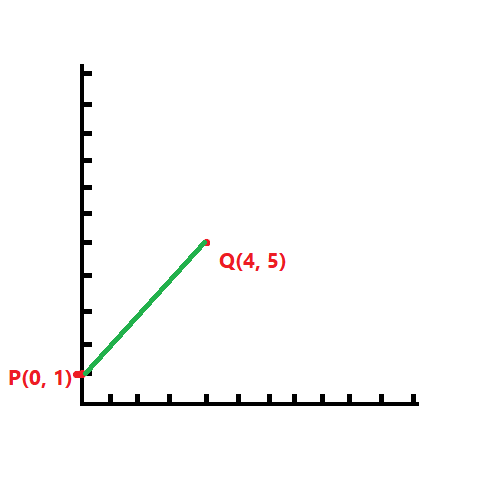 Q(4, 5)
P(0, 1)